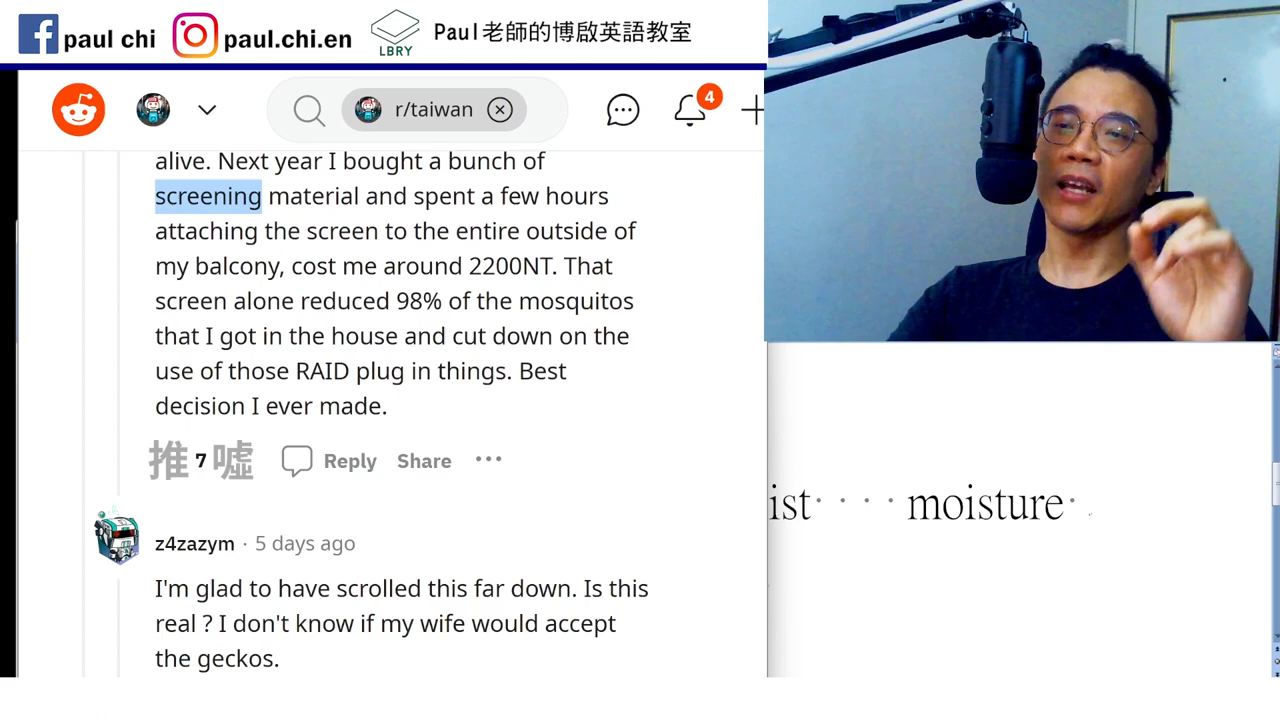 paul chi
paul.chi.en
LBRY
Paul老師的博啟英語教室
r/taiwan
4
alive. Next year I bought a bunch of
screening material and spent a few hours
attaching the screen to the entire outside of
my balcony, cost me around 2200NT. That
screen alone reduced 98% of the mosquitos
that I got in the house and cut down on the
use of those RAID plug in things. Best
decision I ever made.
推 7 噓 Reply Share
z4zazym · 5 days ago
I'm glad to have scrolled this far down. Is this
real ? I don't know if my wife would accept
the geckos.
ist moisture